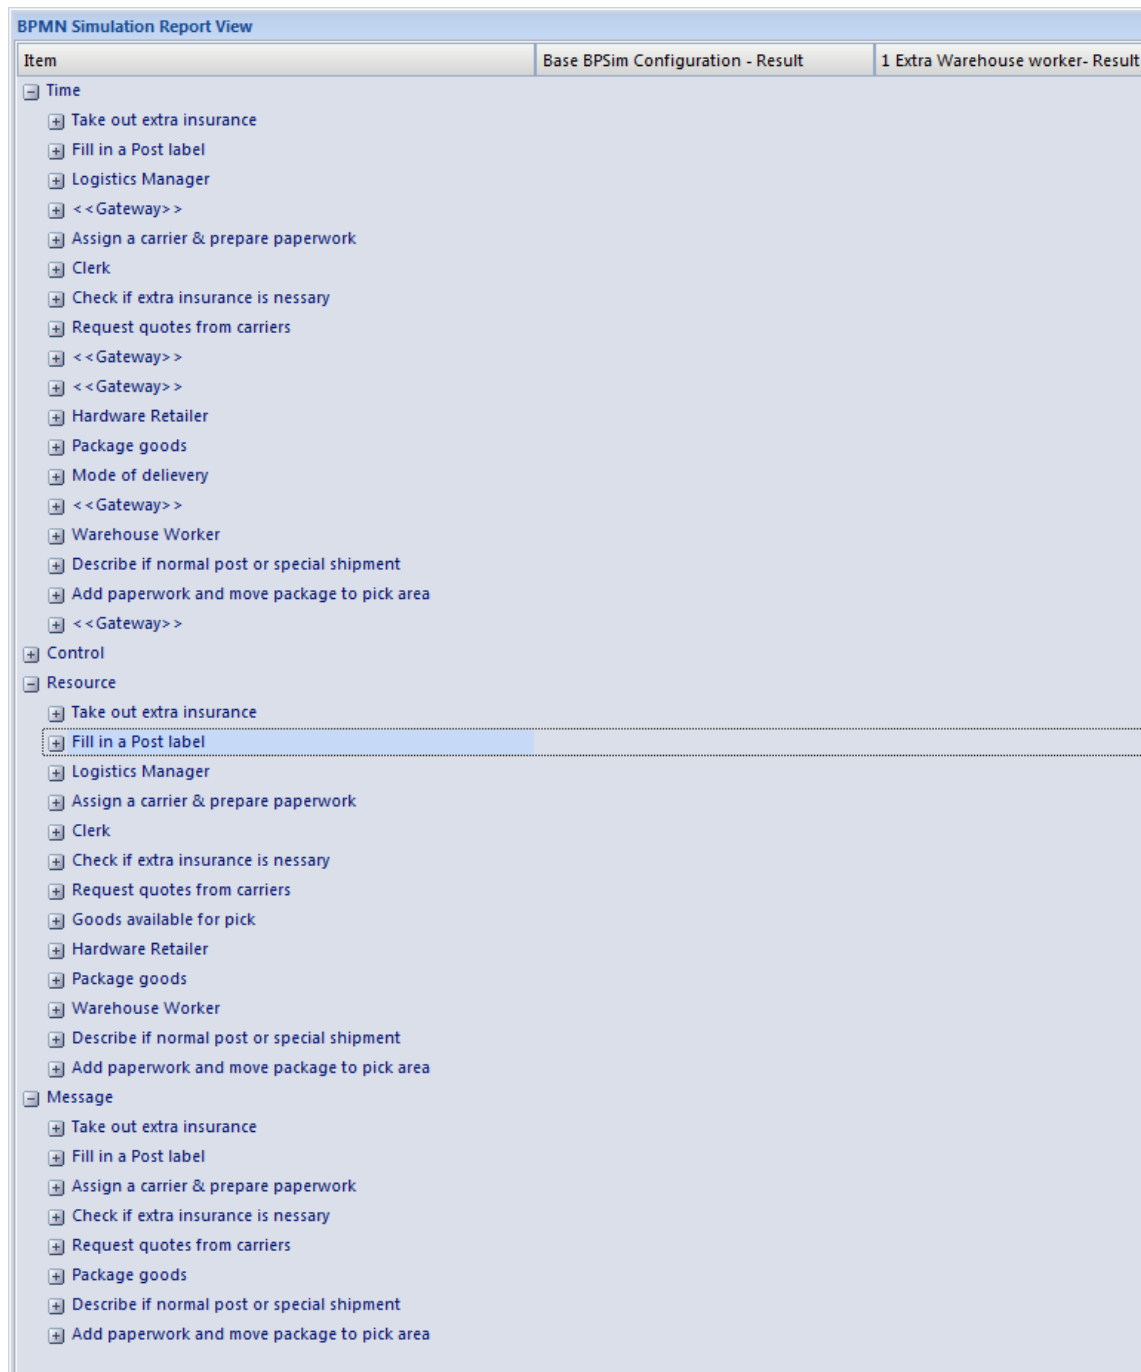 BPMN Simulation Report View
Item Base BPSim Configuration - Result 1 Extra Warehouse worker- Result
Time
Take out extra insurance
Fill in a Post label
Logistics Manager
<<Gateway>>
Assign a carrier & prepare paperwork
Clerk
Check if extra insurance is nessary
Request quotes from carriers
<<Gateway>>
<<Gateway>>
Hardware Retailer
Package goods
Mode of delievery
<<Gateway>>
Warehouse Worker
Describe if normal post or special shipment
Add paperwork and move package to pick area
<<Gateway>>
Control
Resource
Take out extra insurance
Fill in a Post label
Logistics Manager
Assign a carrier & prepare paperwork
Clerk
Check if extra insurance is nessary
Request quotes from carriers
Goods available for pick
Hardware Retailer
Package goods
Warehouse Worker
Describe if normal post or special shipment
Add paperwork and move package to pick area
Message
Take out extra insurance
Fill in a Post label
Assign a carrier & prepare paperwork
Check if extra insurance is nessary
Request quotes from carriers
Package goods
Describe if normal post or special shipment
Add paperwork and move package to pick area